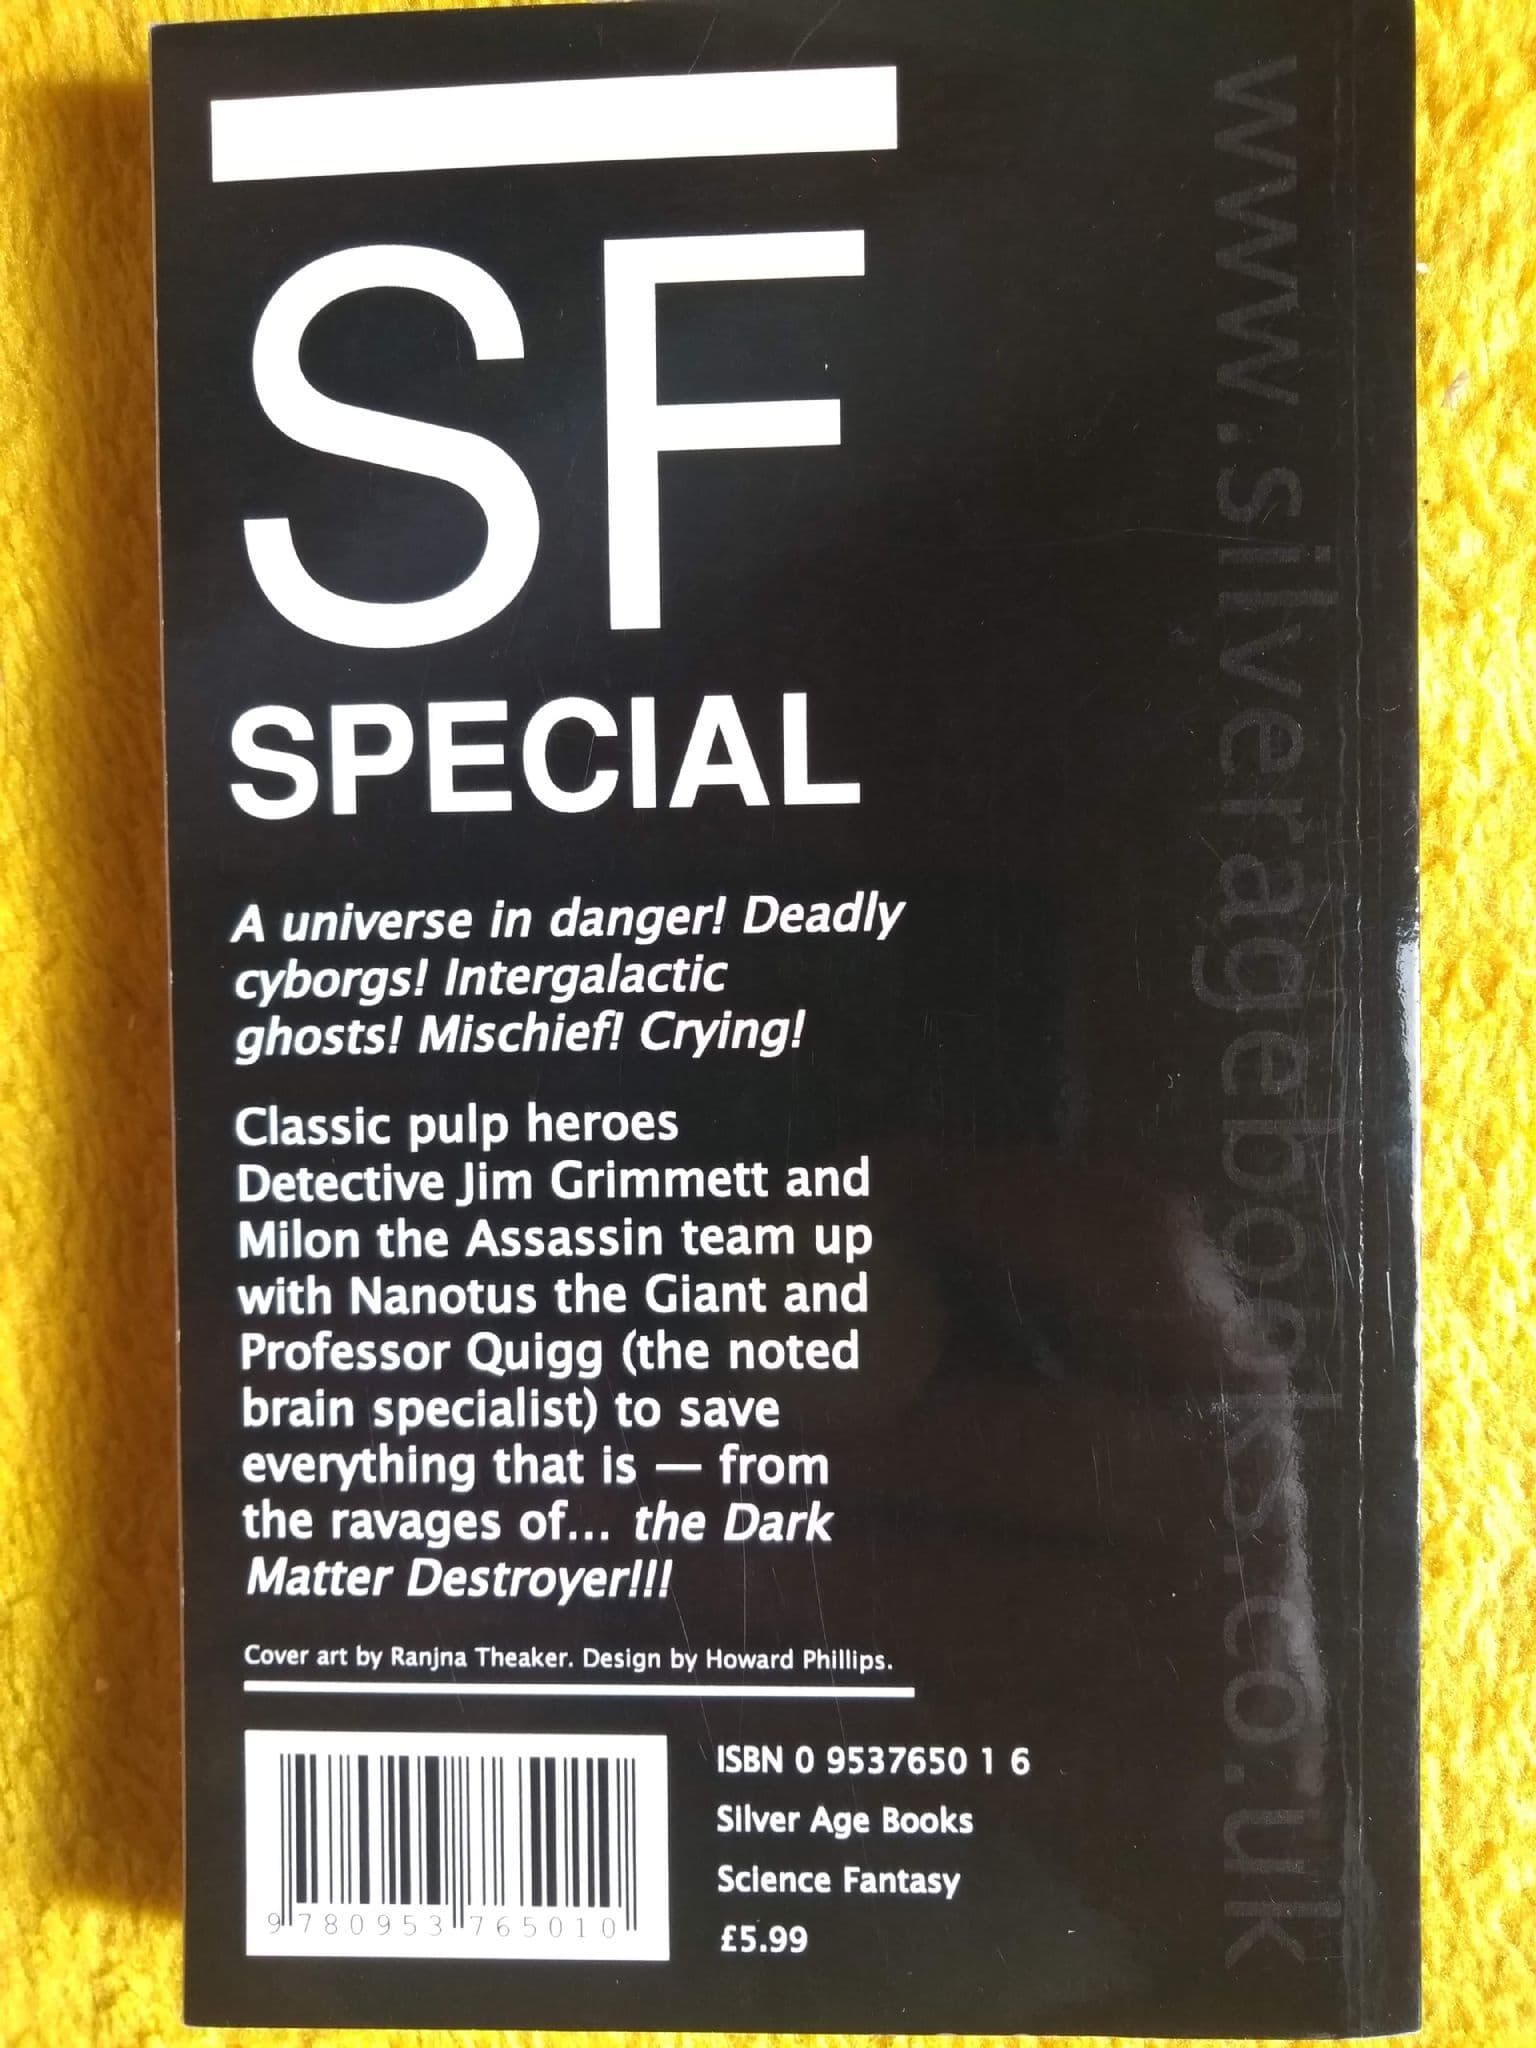 SF
SPECIAL
A universe in danger! Deadly
cyborgs! Intergalactic
ghosts! Mischief! Crying!
Classic pulp heroes
Detective Jim Grimmett and
Milon the Assassin team up
with Nanotus the Giant and
Professor Quigg (the noted
brain specialist) to save
everything that is — from
the ravages of... the Dark
Matter Destroyer!!!
Cover art by Ranjna Theaker. Design by Howard Phillips.
9 780953 765010
ISBN 0 9537650 1 6
Silver Age Books
Science Fantasy
£5.99
www.silveragebooks.co.uk